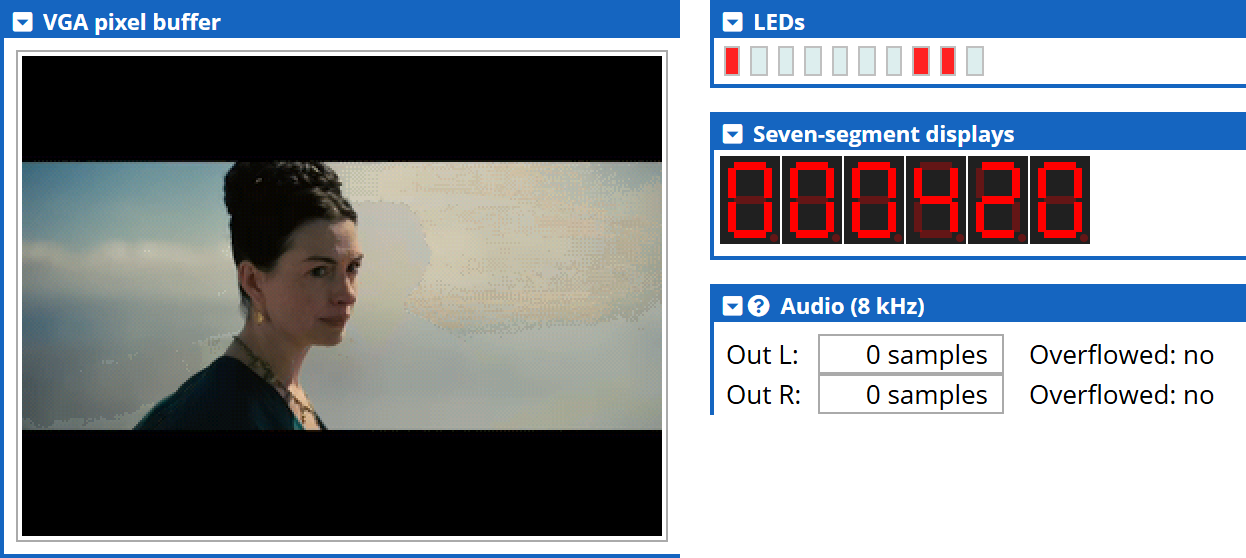 VGA pixel buffer
LEDs
Seven-segment displays
000420
Audio (8 kHz)
Out L: 0 samples Overflowed: no
Out R: 0 samples Overflowed: no